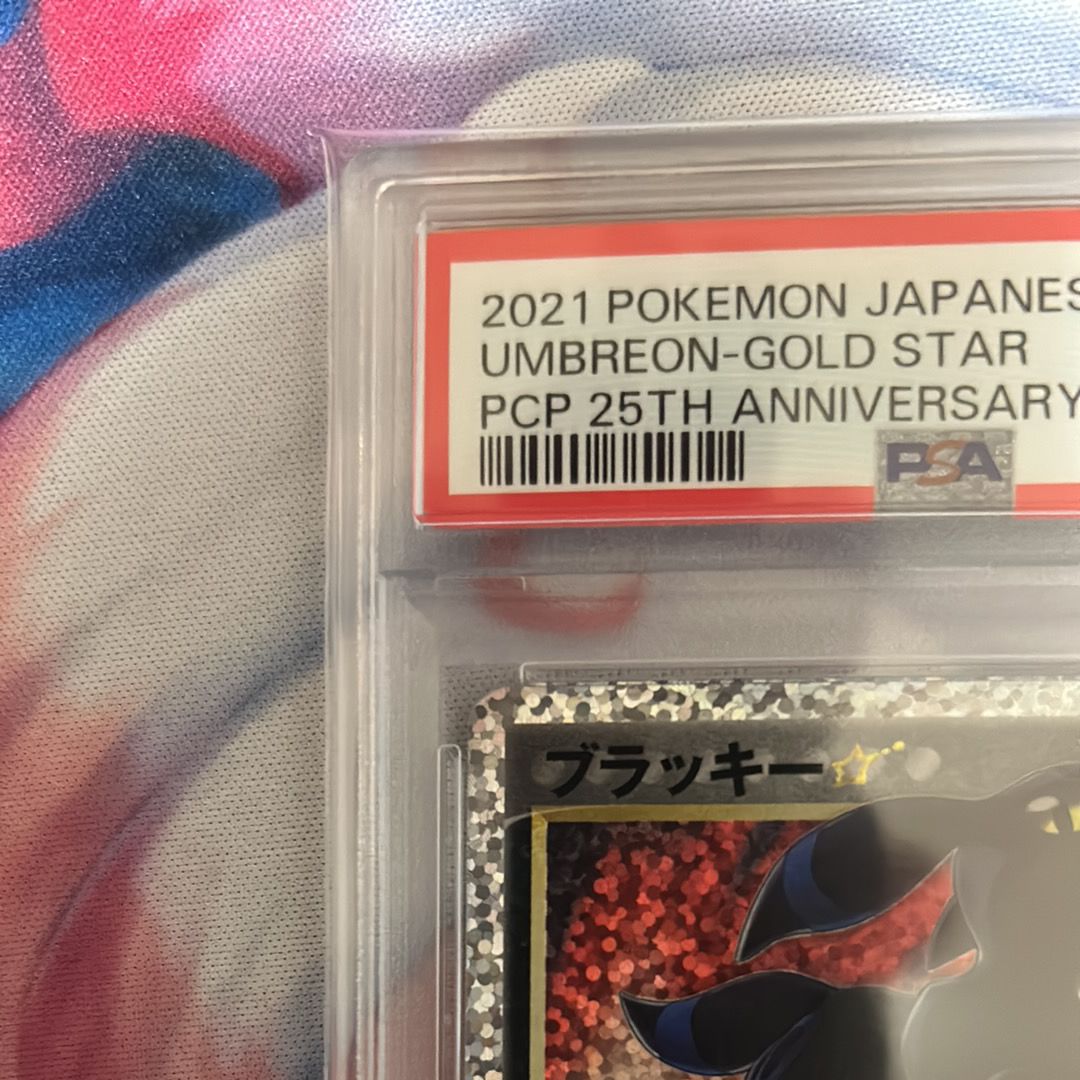 2021 POKEMON JAPANES
UMBREON-GOLD STAR
PCP 25TH ANNIVERSARY
PSA
ブラッキー